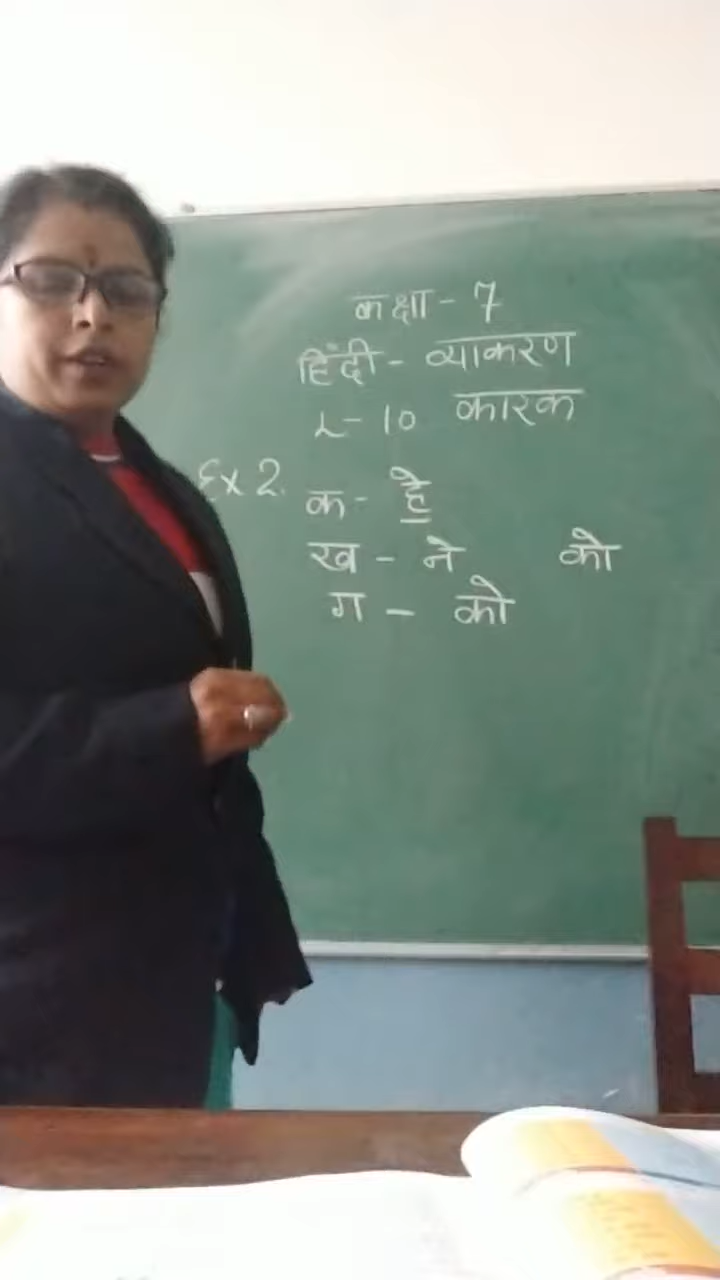 कक्षा - 7
हिंदी - व्याकरण
L - 10 कारक
Ex 2. क - हे
ख - ने को
ग - को